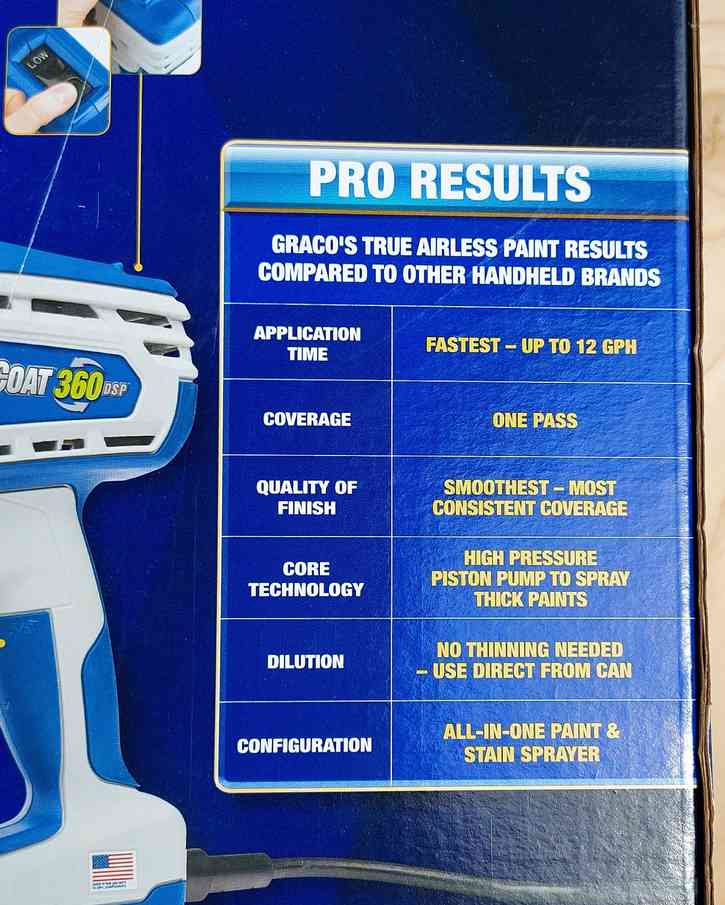 LOW
PRO RESULTS
GRACO'S TRUE AIRLESS PAINT RESULTS
COMPARED TO OTHER HANDHELD BRANDS
APPLICATION
TIME
FASTEST – UP TO 12 GPH
COVERAGE
ONE PASS
QUALITY OF
FINISH
SMOOTHEST – MOST
CONSISTENT COVERAGE
CORE
TECHNOLOGY
HIGH PRESSURE
PISTON PUMP TO SPRAY
THICK PAINTS
DILUTION
NO THINNING NEEDED
– USE DIRECT FROM CAN
CONFIGURATION
ALL-IN-ONE PAINT &
STAIN SPRAYER
COAT 360 DSP